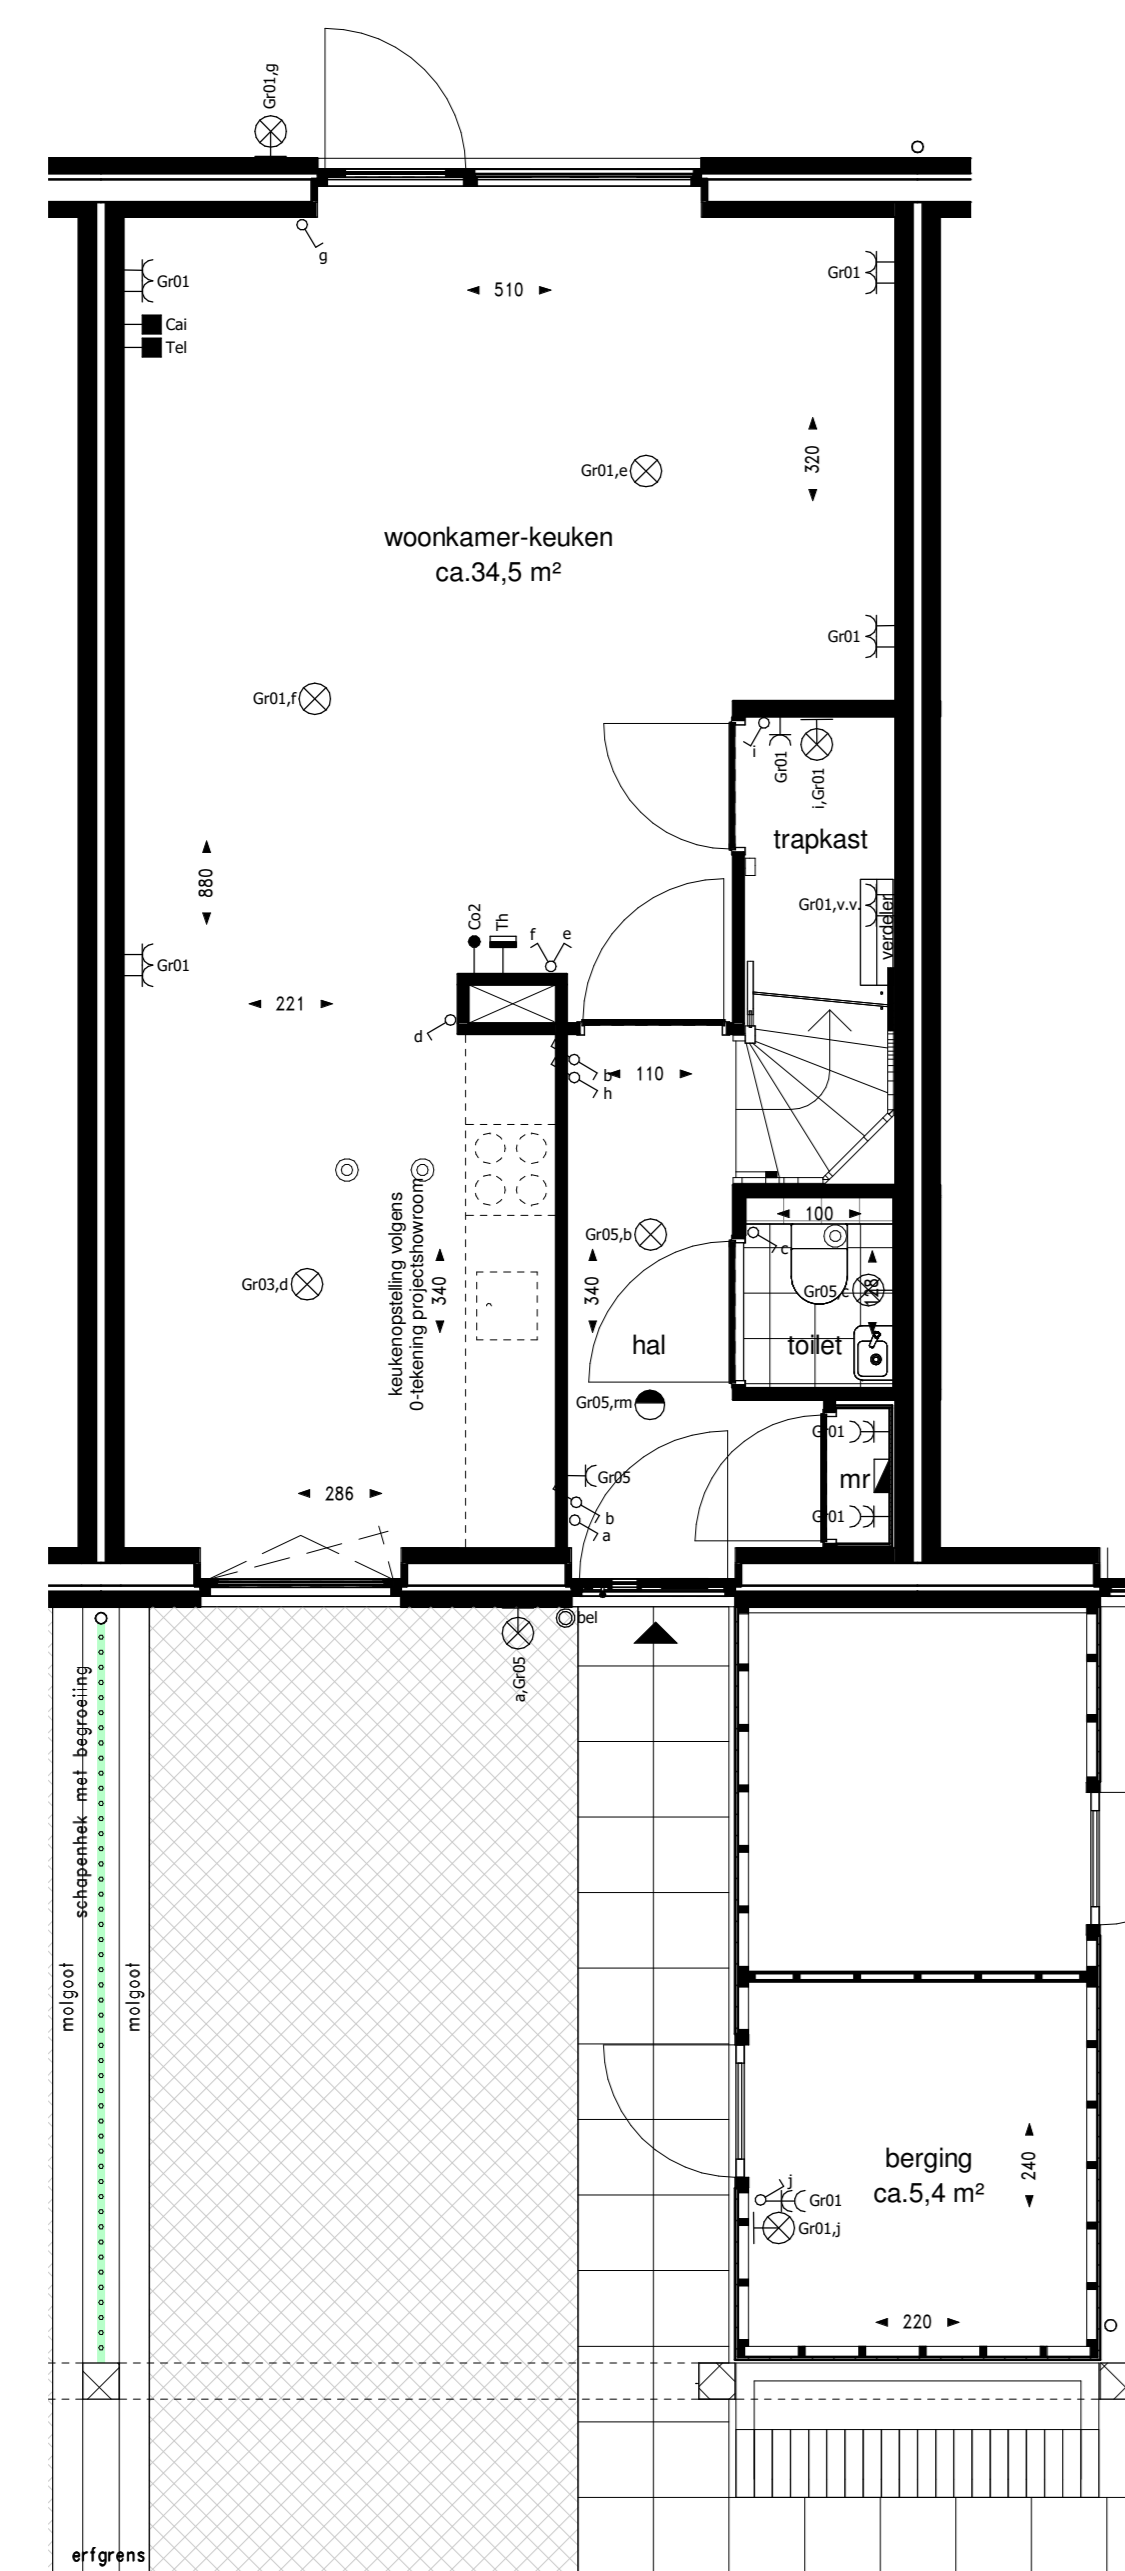 Gr01,g
g
Gr01
Cai
Tel
510
Gr01
320
Gr01,e
woonkamer-keuken
ca.34,5 m²
Gr01
Gr01,f
i
Gr01
i,Gr01
trapkast
880
Gr01,v.v.
verdeler
Co2
Th
f
e
Gr01
221
d
b
h
110
100
c
Gr05,b
Gr03,d
keukenopstelling volgens
0-tekening projectshowroom
340
340
Gr05,c
128
hal
toilet
Gr05,rm
Gr01
mr
Gr01
Gr05
286
b
a
bel
a,Gr05
schapenhek met begroeiing
molgoot
molgoot
berging
ca.5,4 m²
240
j
Gr01
Gr01,j
220
erfgrens